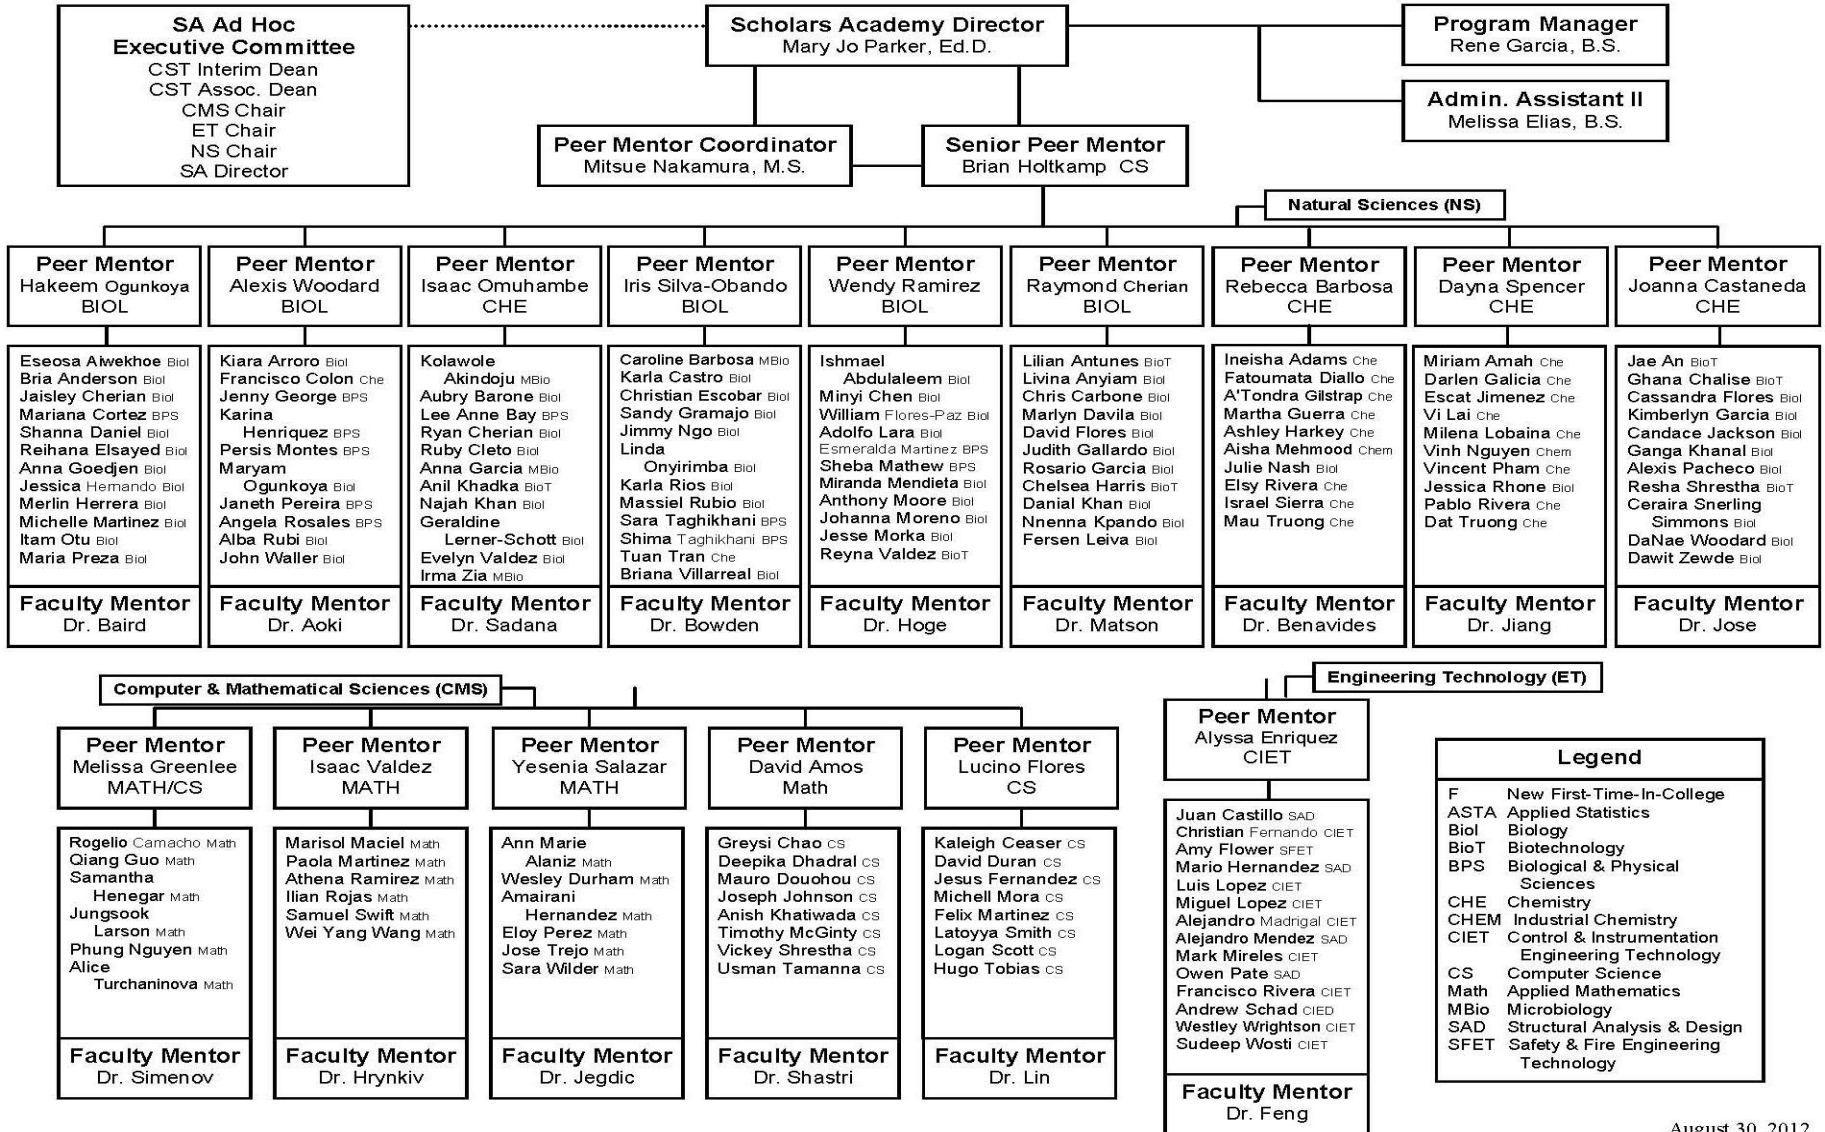 SA Ad Hoc
Executive Committee
CST Interim Dean
CST Assoc. Dean
CMS Chair
ET Chair
NS Chair
SA Director
Scholars Academy Director
Mary Jo Parker, Ed.D.
Program Manager
Rene Garcia, B.S.
Admin. Assistant II
Melissa Elias, B.S.
Peer Mentor Coordinator
Mitsue Nakamura, M.S.
Senior Peer Mentor
Brian Holtkamp CS
Natural Sciences (NS)
Peer Mentor
Hakeem Ogunkoya
BIOL
Eseosa Aiwekhoe Biol
Bria Anderson Biol
Jaisley Cherian Biol
Mariana Cortez BPS
Shanna Daniel Biol
Reihana Elsayed Biol
Anna Goedjen Biol
Jessica Hernando Biol
Merlin Herrera Biol
Michelle Martinez Biol
Itam Otu Biol
Maria Preza Biol
Faculty Mentor
Dr. Baird
Peer Mentor
Alexis Woodard
BIOL
Kiara Arroro Biol
Francisco Colon Che
Jenny George BPS
Karina
Henriquez BPS
Persis Montes BPS
Maryam
Ogunkoya Biol
Janeth Pereira BPS
Angela Rosales BPS
Alba Rubi Biol
John Waller Biol
Faculty Mentor
Dr. Aoki
Peer Mentor
Isaac Omuhambe
CHE
Kolawole
Akindoju MBio
Aubry Barone Biol
Lee Anne Bay BPS
Ryan Cherian Biol
Ruby Cleto Biol
Anna Garcia MBio
Anil Khadka BioT
Najah Khan Biol
Geraldine
Lerner-Schott Biol
Evelyn Valdez Biol
Irma Zia MBio
Faculty Mentor
Dr. Sadana
Peer Mentor
Iris Silva-Obando
BIOL
Caroline Barbosa MBio
Karla Castro Biol
Christian Escobar Biol
Sandy Gramajo Biol
Jimmy Ngo Biol
Linda
Onyirimba Biol
Karla Rios Biol
Massiel Rubio Biol
Sara Taghikhani BPS
Shima Taghikhani BPS
Tuan Tran Che
Briana Villarreal Biol
Faculty Mentor
Dr. Bowden
Peer Mentor
Wendy Ramirez
BIOL
Ishmael
Abdulaleem Biol
Minyi Chen Biol
William Flores-Paz Biol
Adolfo Lara Biol
Esmeralda Martinez BPS
Sheba Mathew BPS
Miranda Mendieta Biol
Anthony Moore Biol
Johanna Moreno Biol
Jesse Morka Biol
Reyna Valdez BioT
Faculty Mentor
Dr. Hoge
Peer Mentor
Raymond Cherian
BIOL
Lilian Antunes BioT
Livina Anyiam Biol
Chris Carbone Biol
Marlyn Davila Biol
David Flores Biol
Judith Gallardo Biol
Rosario Garcia Biol
Chelsea Harris BioT
Danial Khan Biol
Nnenna Kpando Biol
Fersen Leiva Biol
Faculty Mentor
Dr. Matson
Peer Mentor
Rebecca Barbosa
CHE
Ineisha Adams Che
Fatoumata Diallo Che
A'Tondra Gilstrap Che
Martha Guerra Che
Ashley Harkey Che
Aisha Mehmood Chem
Julie Nash Biol
Elsy Rivera Che
Israel Sierra Che
Mau Truong Che
Faculty Mentor
Dr. Benavides
Peer Mentor
Dayna Spencer
CHE
Miriam Amah Che
Darlen Galicia Che
Escat Jimenez Che
Vi Lai Che
Milena Lobaina Che
Vinh Nguyen Chem
Vincent Pham Che
Jessica Rhone Biol
Pablo Rivera Che
Dat Truong Che
Faculty Mentor
Dr. Jiang
Peer Mentor
Joanna Castaneda
CHE
Jae An BioT
Ghana Chalise BioT
Cassandra Flores Biol
Kimberlyn Garcia Biol
Candace Jackson Biol
Ganga Khanal Biol
Alexis Pacheco Biol
Resha Shrestha BioT
Ceraira Snerling
Simmons Biol
DaNae Woodard Biol
Dawit Zewde Biol
Faculty Mentor
Dr. Jose
Computer & Mathematical Sciences (CMS)
Peer Mentor
Melissa Greenlee
MATH/CS
Rogelio Camacho Math
Qiang Guo Math
Samantha
Henegar Math
Jungsook
Larson Math
Phung Nguyen Math
Alice
Turchaninova Math
Faculty Mentor
Dr. Simenov
Peer Mentor
Isaac Valdez
MATH
Marisol Maciel Math
Paola Martinez Math
Athena Ramirez Math
Ilian Rojas Math
Samuel Swift Math
Wei Yang Wang Math
Faculty Mentor
Dr. Hrynkiv
Peer Mentor
Yesenia Salazar
MATH
Ann Marie
Alaniz Math
Wesley Durham Math
Amairani
Hernandez Math
Eloy Perez Math
Jose Trejo Math
Sara Wilder Math
Faculty Mentor
Dr. Jegdic
Peer Mentor
David Amos
Math
Greysi Chao CS
Deepika Dhadral CS
Mauro Douohou CS
Joseph Johnson CS
Anish Khatiwada CS
Timothy McGinty CS
Vickey Shrestha CS
Usman Tamanna CS
Faculty Mentor
Dr. Shastri
Peer Mentor
Lucino Flores
CS
Kaleigh Ceaser CS
David Duran CS
Jesus Fernandez CS
Michell Mora CS
Felix Martinez CS
Latoyya Smith CS
Logan Scott CS
Hugo Tobias CS
Faculty Mentor
Dr. Lin
Engineering Technology (ET)
Peer Mentor
Alyssa Enriquez
CIET
Juan Castillo SAD
Christian Fernando CIET
Amy Flower SFET
Mario Hernandez SAD
Luis Lopez CIET
Miguel Lopez CIET
Alejandro Madrigal CIET
Alejandro Mendez SAD
Mark Mireles CIET
Owen Pate SAD
Francisco Rivera CIET
Andrew Schad CIED
Westley Wrightson CIET
Sudeep Wosti CIET
Faculty Mentor
Dr. Feng
Legend
F New First-Time-In-College
ASTA Applied Statistics
Biol Biology
BioT Biotechnology
BPS Biological & Physical
Sciences
CHE Chemistry
CHEM Industrial Chemistry
CIET Control & Instrumentation
Engineering Technology
CS Computer Science
Math Applied Mathematics
MBio Microbiology
SAD Structural Analysis & Design
SFET Safety & Fire Engineering
Technology
August 30, 2012